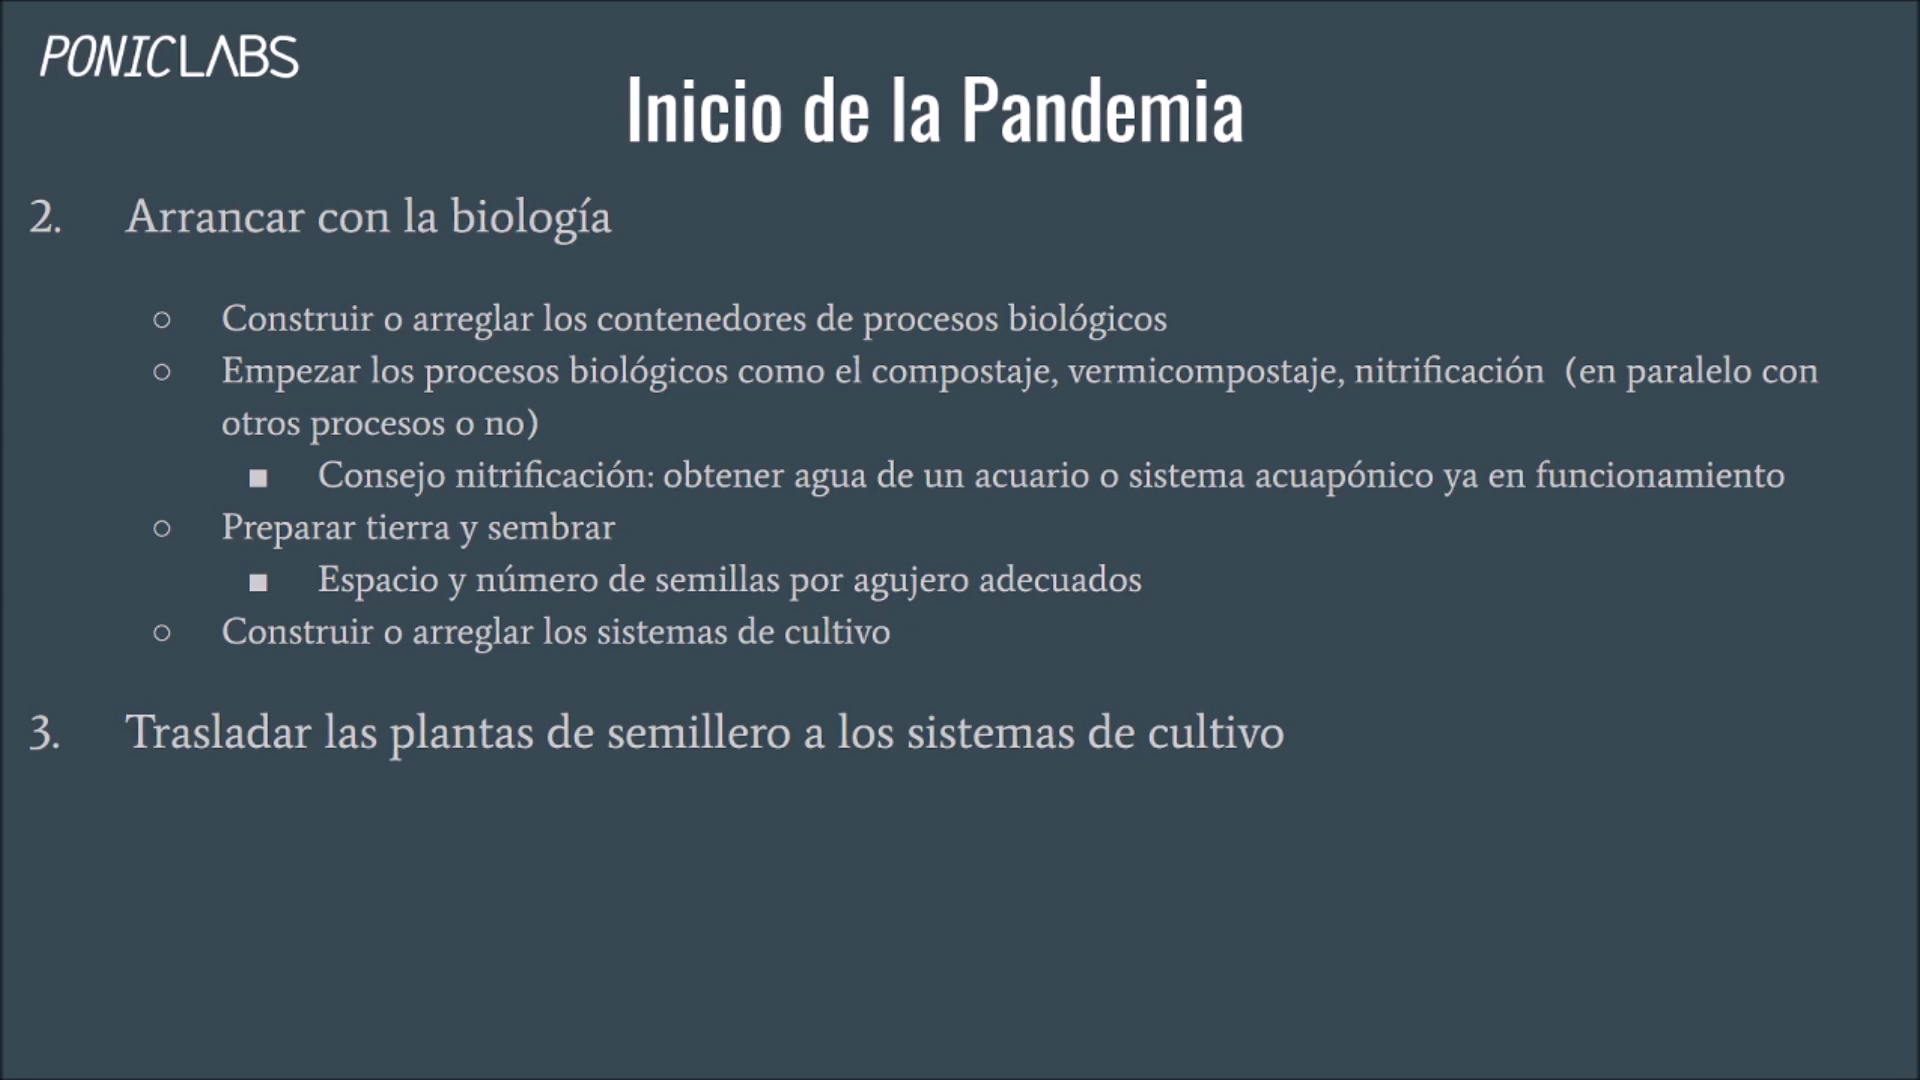 PONICLABS
Inicio de la Pandemia
2. Arrancar con la biología
○ Construir o arreglar los contenedores de procesos biológicos
○ Empezar los procesos biológicos como el compostaje, vermicompostaje, nitrificación (en paralelo con
otros procesos o no)
■ Consejo nitrificación: obtener agua de un acuario o sistema acuapónico ya en funcionamiento
○ Preparar tierra y sembrar
■ Espacio y número de semillas por agujero adecuados
○ Construir o arreglar los sistemas de cultivo
3. Trasladar las plantas de semillero a los sistemas de cultivo